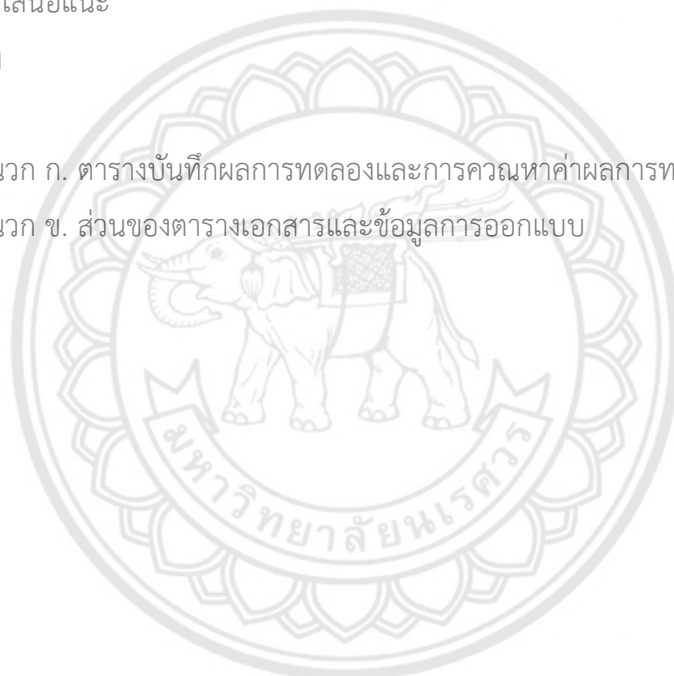 เสนอแนะ
นวก ก. ตารางบันทึกผลการทดลองและการควณหาค่าผลการท
นวก ข. ส่วนของตารางเอกสารและข้อมูลการออกแบบ
มหาวิทยาลัยนเรศวร